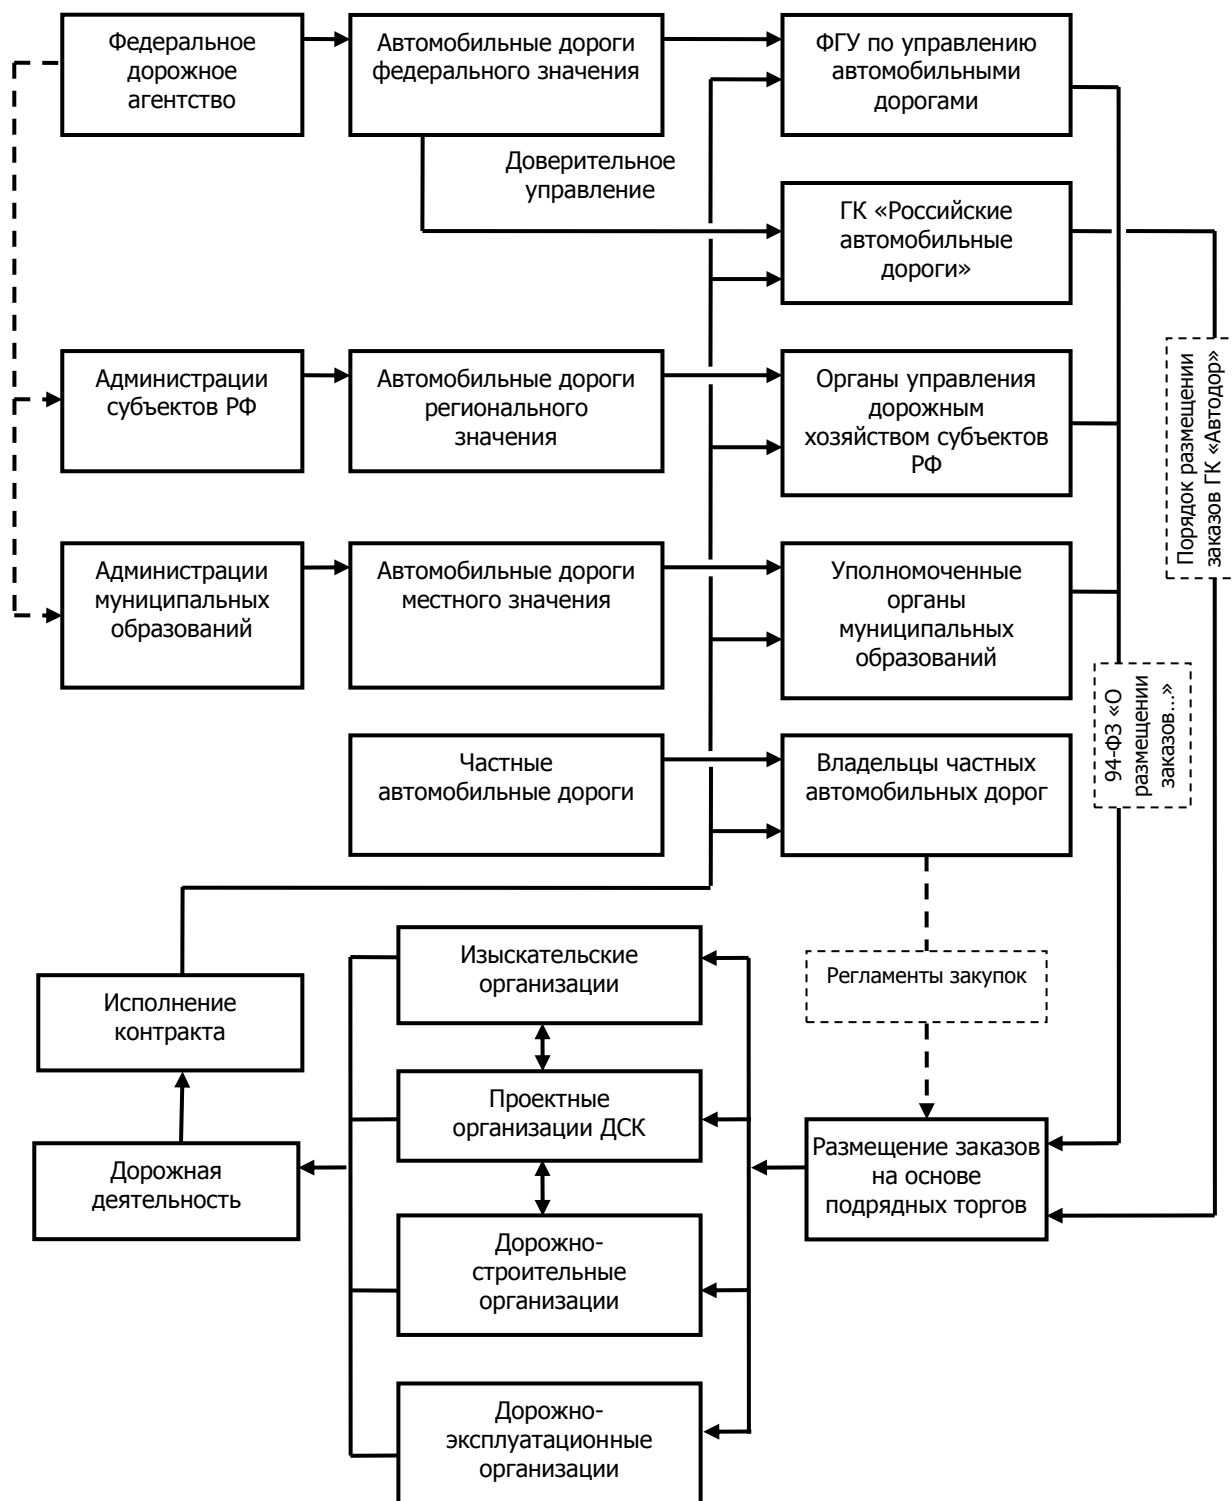 Федеральное
дорожное
агентство
Автомобильные дороги
федерального значения
ФГУ по управлению
автомобильными
дорогами
Доверительное
управление
ГК «Российские
автомобильные
дороги»
Порядок размещении
заказов ГК «Автодор»
Администрации
субъектов РФ
Автомобильные дороги
регионального
значения
Органы управления
дорожным
хозяйством субъектов
РФ
Администрации
муниципальных
образований
Автомобильные дороги
местного значения
Уполномоченные
органы
муниципальных
образований
94-ФЗ «О
размещении
заказов...»
Частные
автомобильные дороги
Владельцы частных
автомобильных дорог
Изыскательские
организации
Регламенты закупок
Исполнение
контракта
Проектные
организации ДСК
Размещение заказов
на основе
подрядных торгов
Дорожная
деятельность
Дорожно-
строительные
организации
Дорожно-
эксплуатационные
организации